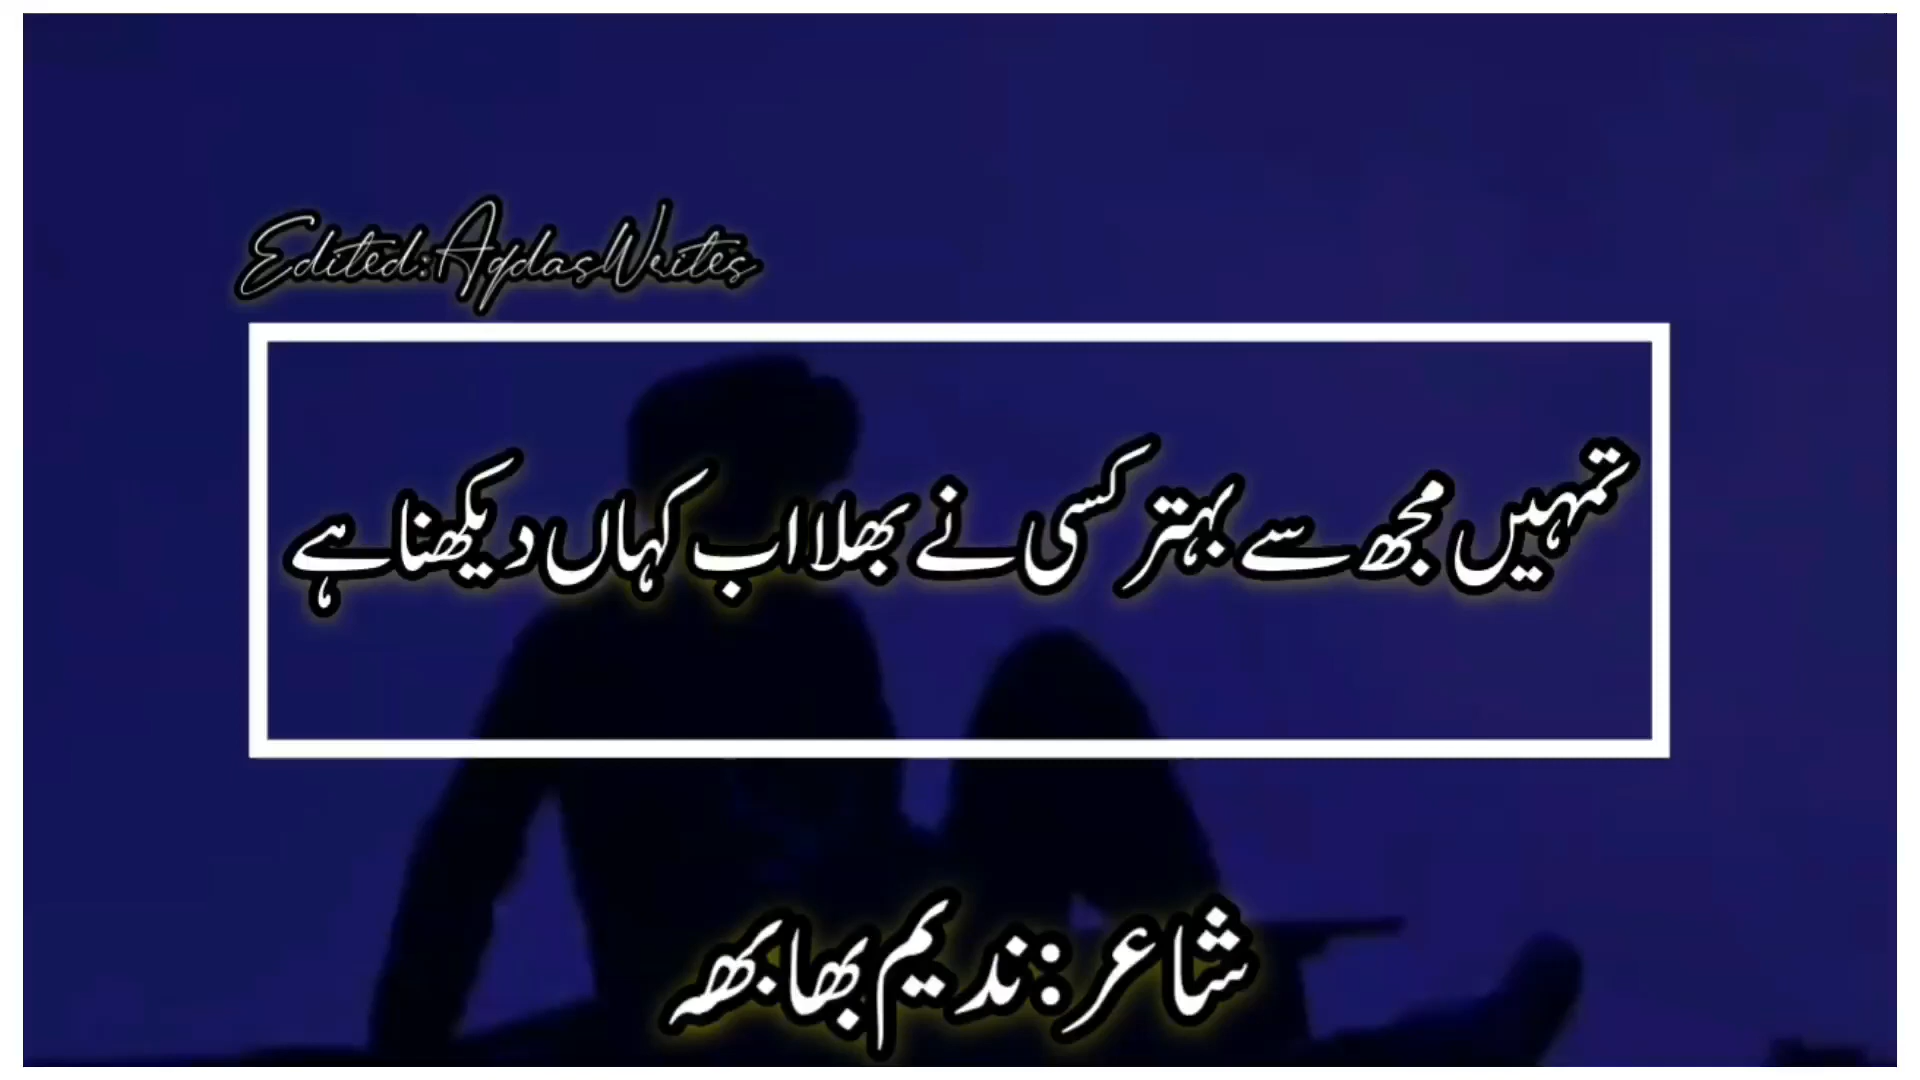 Edited:AqdasWrites
تمہیں مجھ سے بہتر کسی نے بھلا اب کہاں دیکھنا ہے
شاعر:ندیم بھابھہ